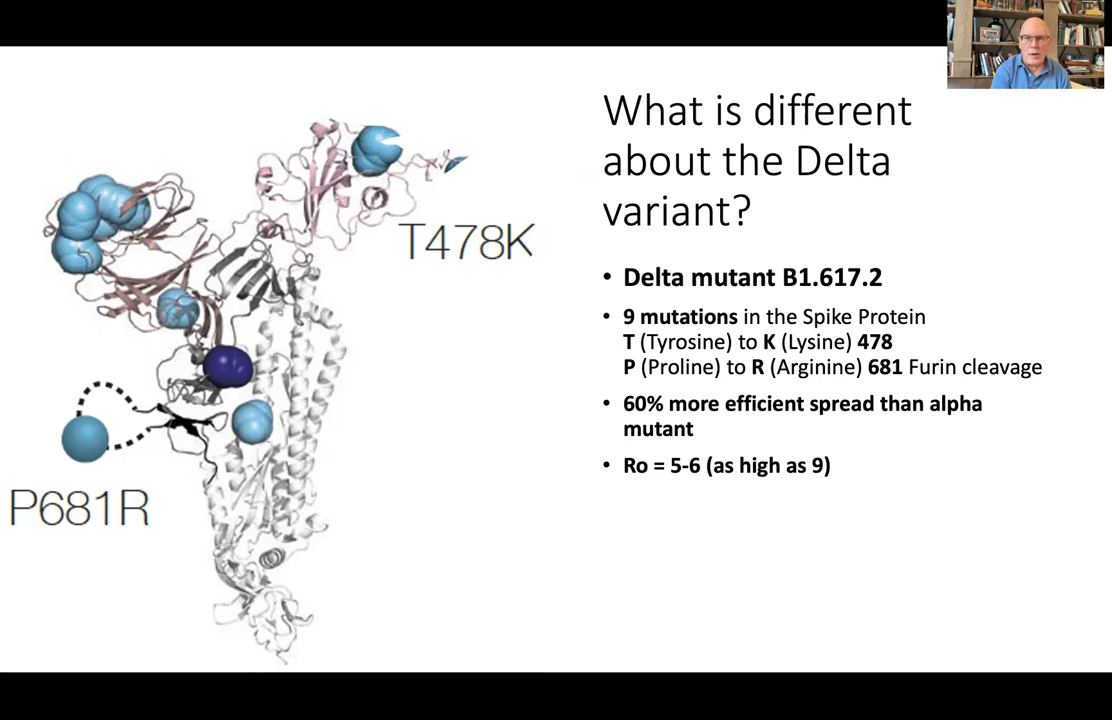 What is different
about the Delta
variant?
• Delta mutant B1.617.2
• 9 mutations in the Spike Protein
T (Tyrosine) to K (Lysine) 478
P (Proline) to R (Arginine) 681 Furin cleavage
• 60% more efficient spread than alpha
mutant
• Ro = 5-6 (as high as 9)
T478K
P681R